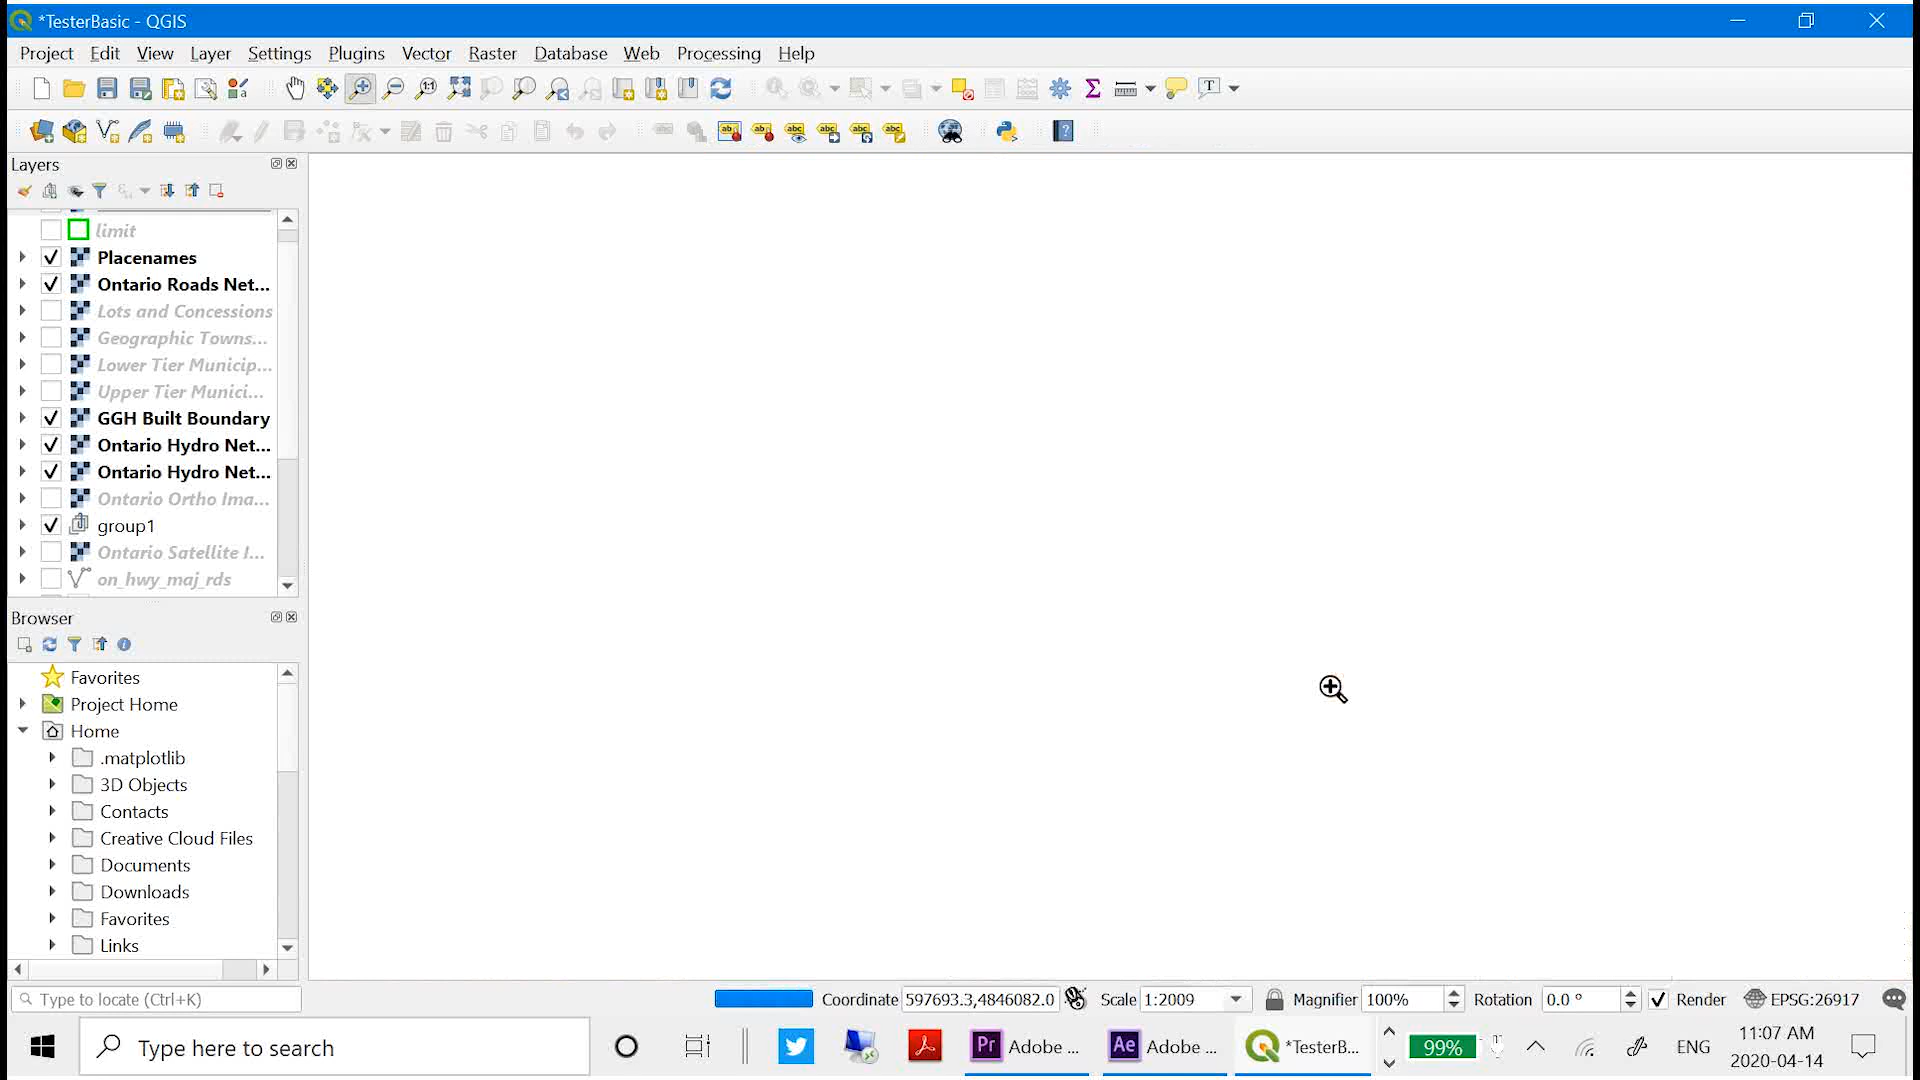 *TesterBasic - QGIS
Project Edit View Layer Settings Plugins Vector Raster Database Web Processing Help
Layers
limit
Placenames
Ontario Roads Net...
Lots and Concessions
Geographic Towns...
Lower Tier Municip...
Upper Tier Munici...
GGH Built Boundary
Ontario Hydro Net...
Ontario Hydro Net...
Ontario Ortho Ima...
group1
Ontario Satellite I...
on_hwy_maj_rds
Browser
Favorites
Project Home
Home
.matplotlib
3D Objects
Contacts
Creative Cloud Files
Documents
Downloads
Favorites
Links
Type to locate (Ctrl+K) Coordinate 597693.3,4846082.0 Scale 1:2009 Magnifier 100% Rotation 0.0 ° Render EPSG:26917
Type here to search Pr Adobe ... Ae Adobe ... *TesterB... 99% ENG 11:07 AM
2020-04-14